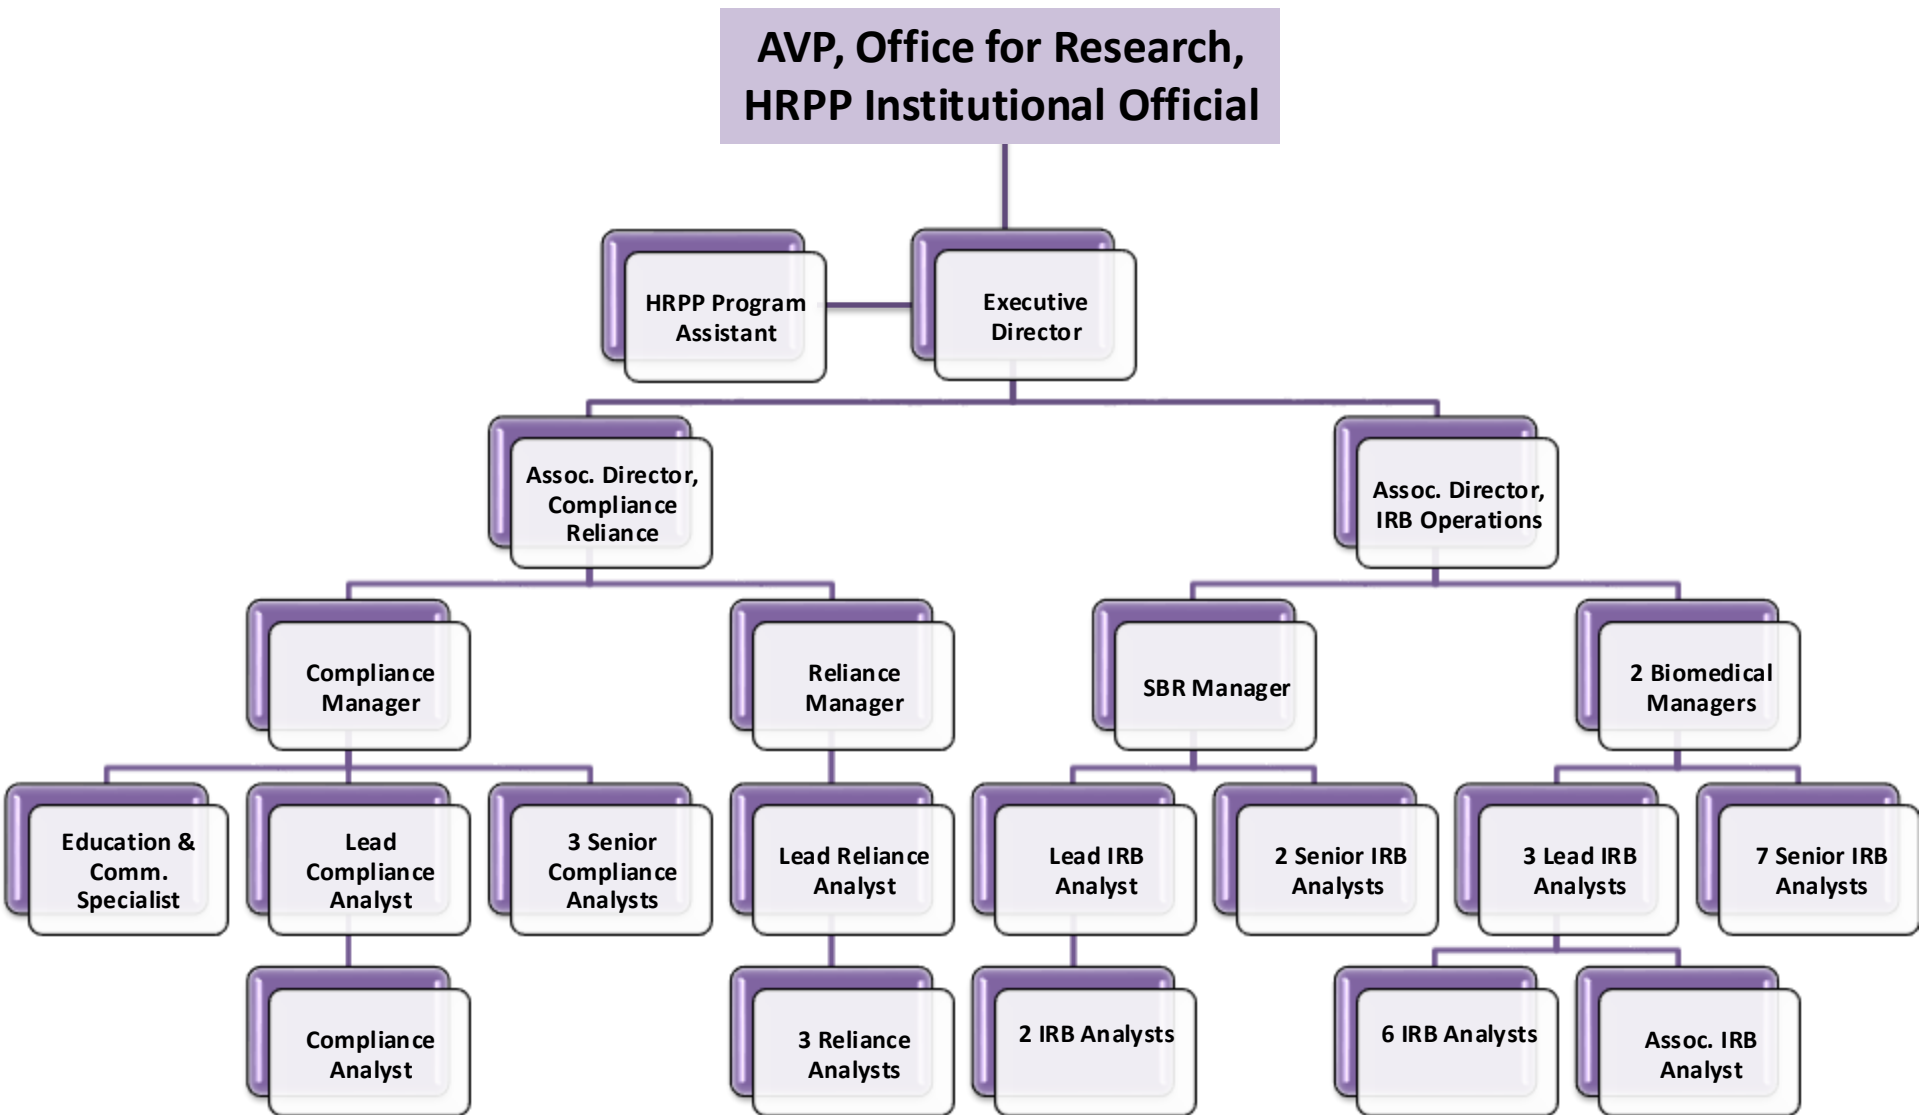 AVP, Office for Research,
HRPP Institutional Official
HRPP Program
Assistant
Executive
Director
Assoc. Director,
Compliance
Reliance
Assoc. Director,
IRB Operations
Compliance
Manager
Reliance
Manager
SBR Manager
2 Biomedical
Managers
Education &
Comm.
Specialist
Lead
Compliance
Analyst
3 Senior
Compliance
Analysts
Lead Reliance
Analyst
Lead IRB
Analyst
2 Senior IRB
Analysts
3 Lead IRB
Analysts
7 Senior IRB
Analysts
Compliance
Analyst
3 Reliance
Analysts
2 IRB Analysts
6 IRB Analysts
Assoc. IRB
Analyst